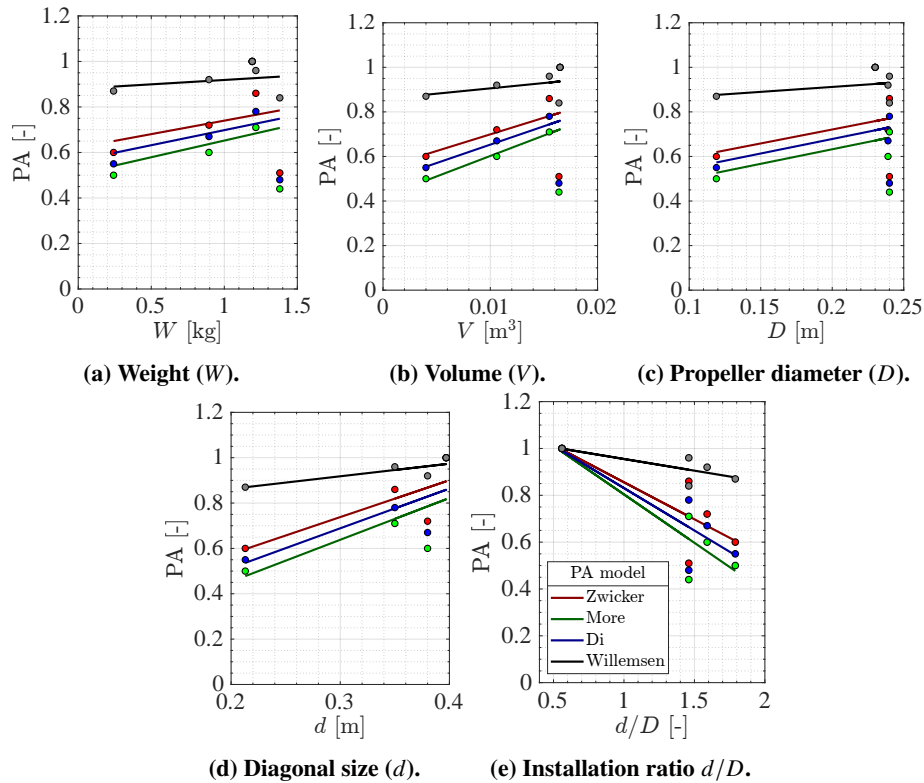 1.2
1
0.8
0.6
0.4
0.2
0
PA [-]
0 0.5 1 1.5
W [kg]
(a) Weight (W).
1.2
1
0.8
0.6
0.4
0.2
0
PA [-]
0 0.01 0.02
V [m³]
(b) Volume (V).
1.2
1
0.8
0.6
0.4
0.2
0
PA [-]
0.1 0.15 0.2 0.25
D [m]
(c) Propeller diameter (D).
1.2
1
0.8
0.6
0.4
0.2
0
PA [-]
0.2 0.3 0.4
d [m]
(d) Diagonal size (d).
1.2
1
0.8
0.6
0.4
0.2
0
PA [-]
PA model
Zwicker
More
Di
Willemsen
0.5 1 1.5 2
d/D [-]
(e) Installation ratio d/D.